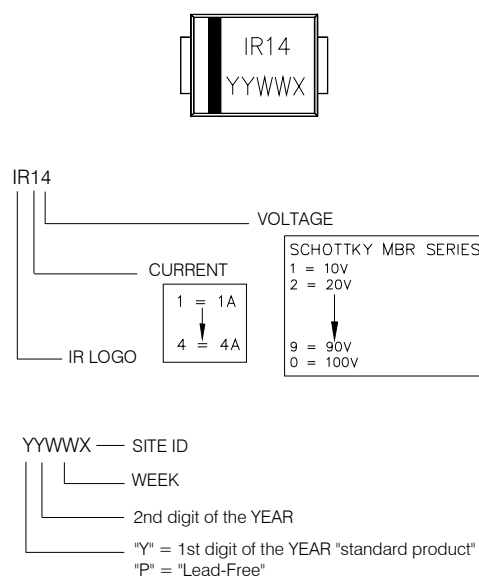 IR14
YYWWX
IR14
VOLTAGE
SCHOTTKY MBR SERIES
1 = 10V
2 = 20V
9 = 90V
0 = 100V
CURRENT
1 = 1A
4 = 4A
IR LOGO
YYWWX
SITE ID
WEEK
2nd digit of the YEAR
"Y" = 1st digit of the YEAR "standard product"
"P" = "Lead-Free"